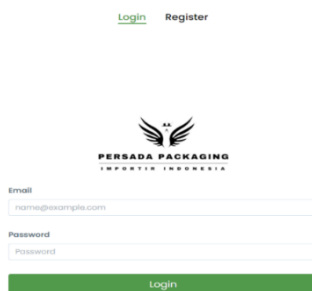 Login Register
PERSADA PACKAGING
IMPORTIR INDONESIA
Email
name@example.com
Password
Password
Login